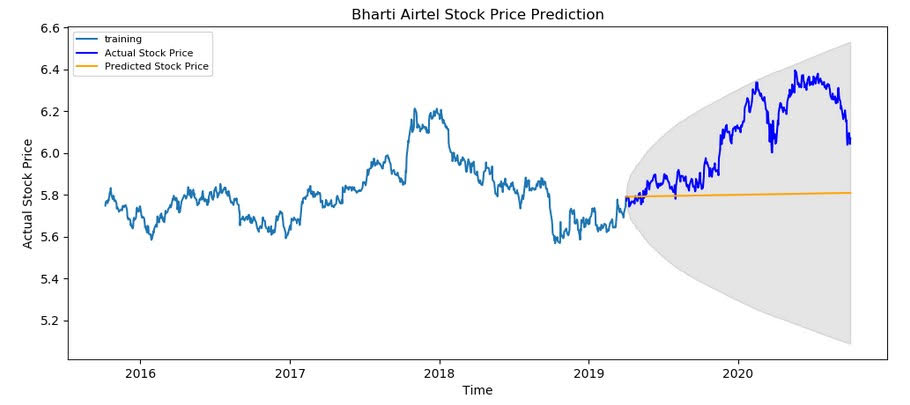 Bharti Airtel Stock Price Prediction
training
Actual Stock Price
Predicted Stock Price
6.6
6.4
6.2
6.0
5.8
5.6
5.4
5.2
Actual Stock Price
2016 2017 2018 2019 2020
Time